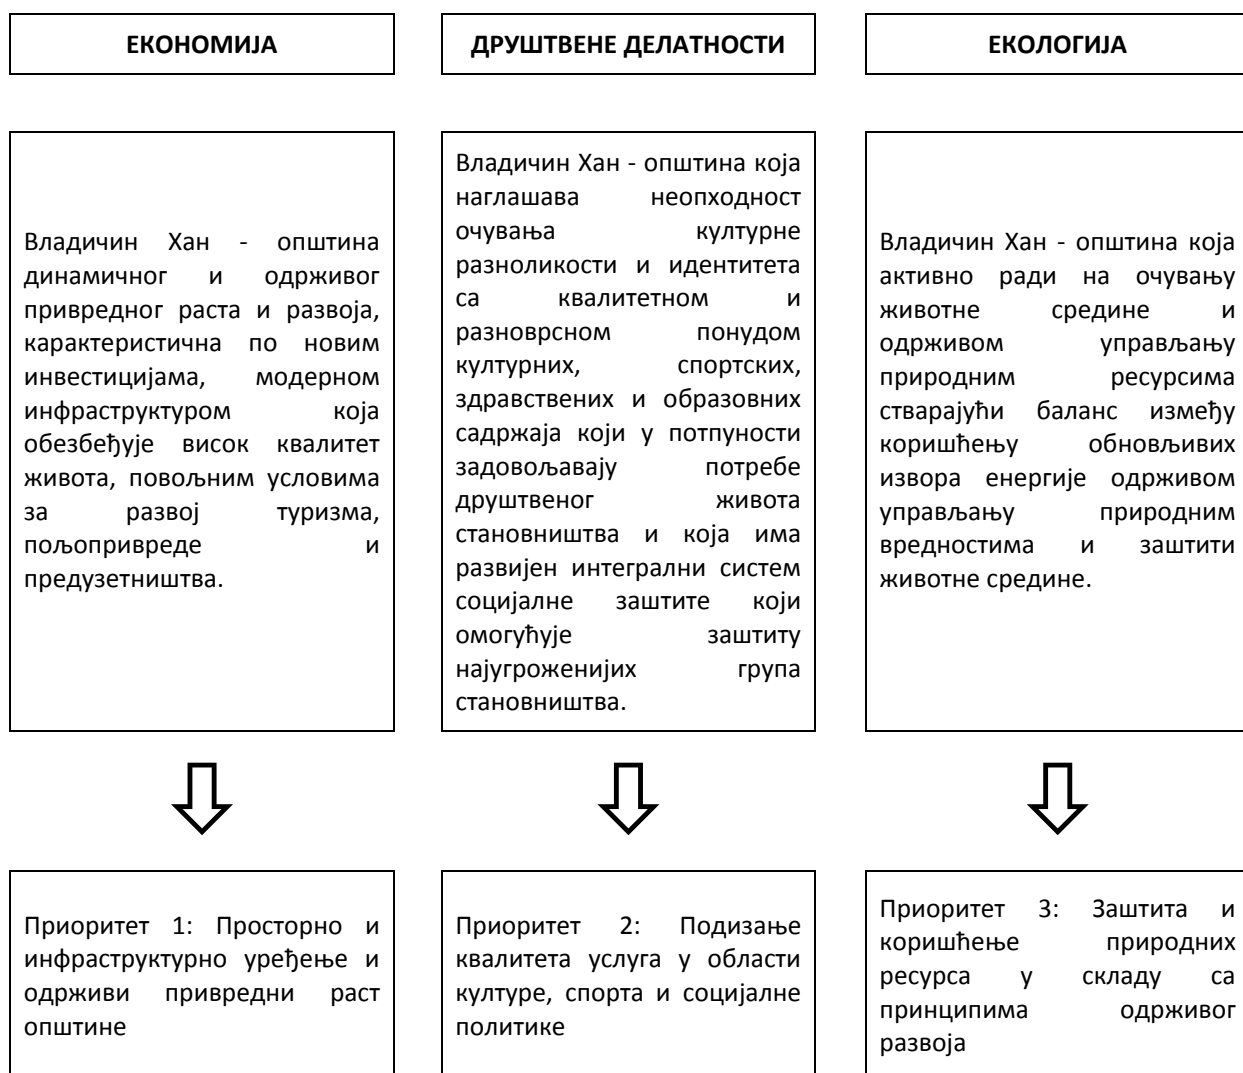 ЕКОНОМИЈА
ДРУШТВЕНЕ ДЕЛАТНОСТИ
ЕКОЛОГИЈА
Владичин Хан - општина
динамичног и одрживог
привредног раста и развоја,
карактеристична по новим
инвестицијама, модерном
инфраструктуром која
обезбеђује висок квалитет
живота, повољним условима
за развој туризма,
пољопривреде и
предузетништва.
Владичин Хан - општина која
наглашава неопходност
очувања културне
разноликости и идентитета
са квалитетном и
разноврсном понудом
културних, спортских,
здравствених и образовних
садржаја који у потпуности
задовољавају потребе
друштвеног живота
становништва и која има
развијен интегрални систем
социјалне заштите који
омогућује заштиту
најугроженијих група
становништва.
Владичин Хан - општина која
активно ради на очувању
животне средине и
одрживом управљању
природним ресурсима
стварајући баланс између
коришћењу обновљивих
извора енергије одрживом
управљању природним
вредностима и заштити
животне средине.
Приоритет 1: Просторно и
инфраструктурно уређење и
одрживи привредни раст
општине
Приоритет 2: Подизање
квалитета услуга у области
културе, спорта и социјалне
политике
Приоритет 3: Заштита и
коришћење природних
ресурса у складу са
принципима одрживог
развоја